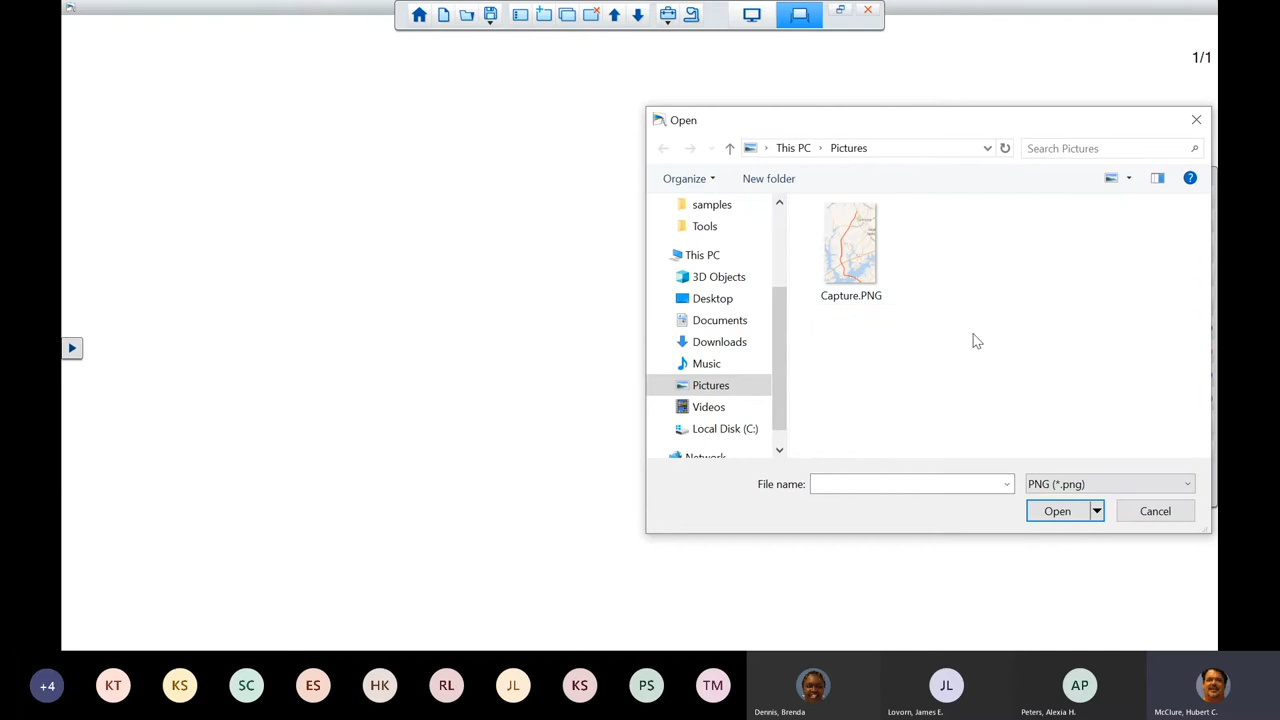 1/1
Open
This PC
Pictures
Search Pictures
Organize
New folder
samples
Tools
This PC
3D Objects
Desktop
Documents
Downloads
Music
Pictures
Videos
Local Disk (C:)
Network
Capture.PNG
File name:
PNG (*.png)
Open
Cancel
+4
KT
KS
SC
ES
HK
RL
JL
KS
PS
TM
Dennis, Brenda
JL
Lovorn, James E.
AP
Peters, Alexia H.
McClure, Hubert C.